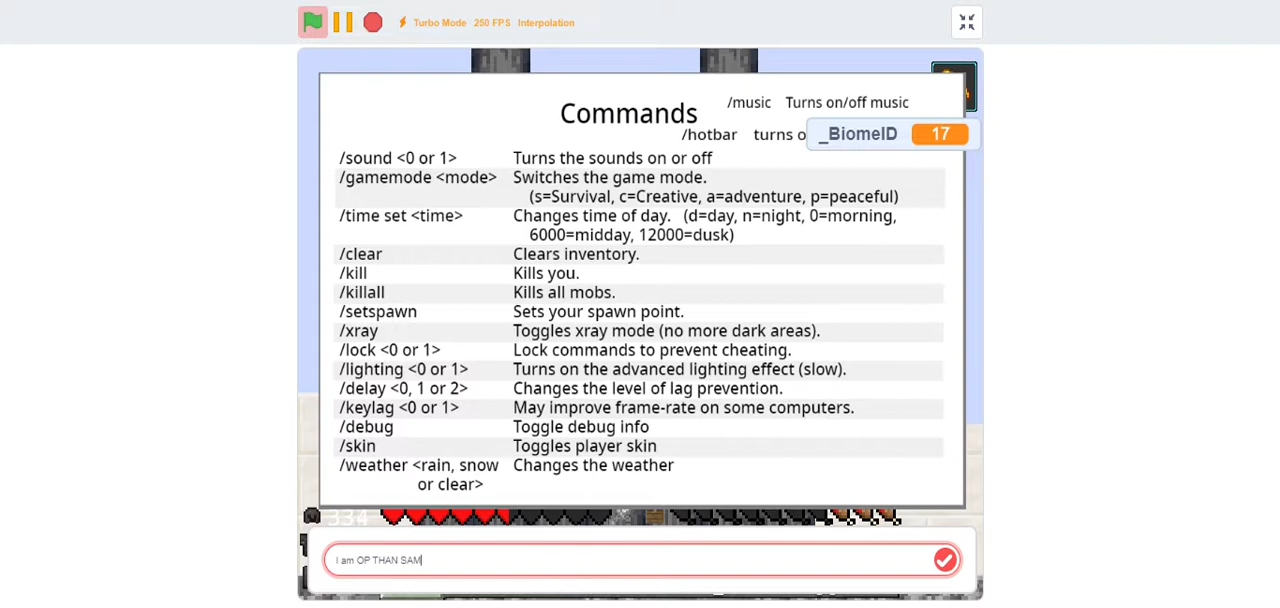 Turbo Mode 250 FPS Interpolation
/music Turns on/off music
Commands
/hotbar turns o
_BiomeID 17
/sound <0 or 1> Turns the sounds on or off
/gamemode <mode> Switches the game mode.
(s=Survival, c=Creative, a=adventure, p=peaceful)
/time set <time> Changes time of day. (d=day, n=night, 0=morning,
6000=midday, 12000=dusk)
/clear Clears inventory.
/kill Kills you.
/killall Kills all mobs.
/setspawn Sets your spawn point.
/xray Toggles xray mode (no more dark areas).
/lock <0 or 1> Lock commands to prevent cheating.
/lighting <0 or 1> Turns on the advanced lighting effect (slow).
/delay <0, 1 or 2> Changes the level of lag prevention.
/keylag <0 or 1> May improve frame-rate on some computers.
/debug Toggle debug info
/skin Toggles player skin
/weather <rain, snow Changes the weather
or clear>
334
I am OP THAN SAM